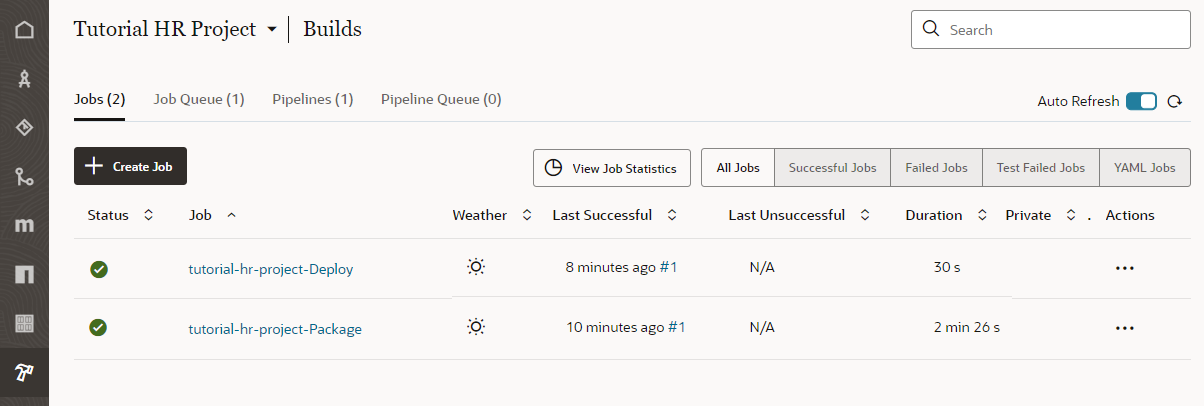 Tutorial HR Project Builds
Search
Jobs (2) Job Queue (1) Pipelines (1) Pipeline Queue (0)
Auto Refresh
Create Job
View Job Statistics
All Jobs Successful Jobs Failed Jobs Test Failed Jobs YAML Jobs
Status Job Weather Last Successful Last Unsuccessful Duration Private . Actions
tutorial-hr-project-Deploy 8 minutes ago #1 N/A 30 s
tutorial-hr-project-Package 10 minutes ago #1 N/A 2 min 26 s